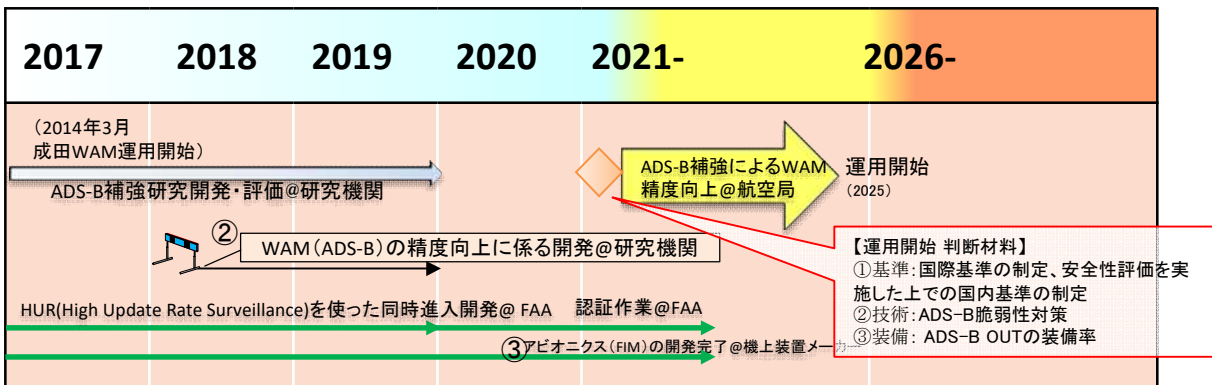 2017 2018 2019 2020 2021- 2026-
（2014年3月
成田WAM運用開始）
ADS-B補強研究開発・評価@研究機関
ADS-B補強によるWAM
精度向上@航空局
運用開始
（2025）
②
WAM（ADS-B）の精度向上に係る開発@研究機関
【運用開始 判断材料】
①基準：国際基準の制定、安全性評価を実
施した上での国内基準の制定
②技術：ADS-B脆弱性対策
③装備： ADS-B OUTの装備率
HUR(High Update Rate Surveillance)を使った同時進入開発@ FAA
認証作業@FAA
③アビオニクス（FIM）の開発完了@機上装置メーカー